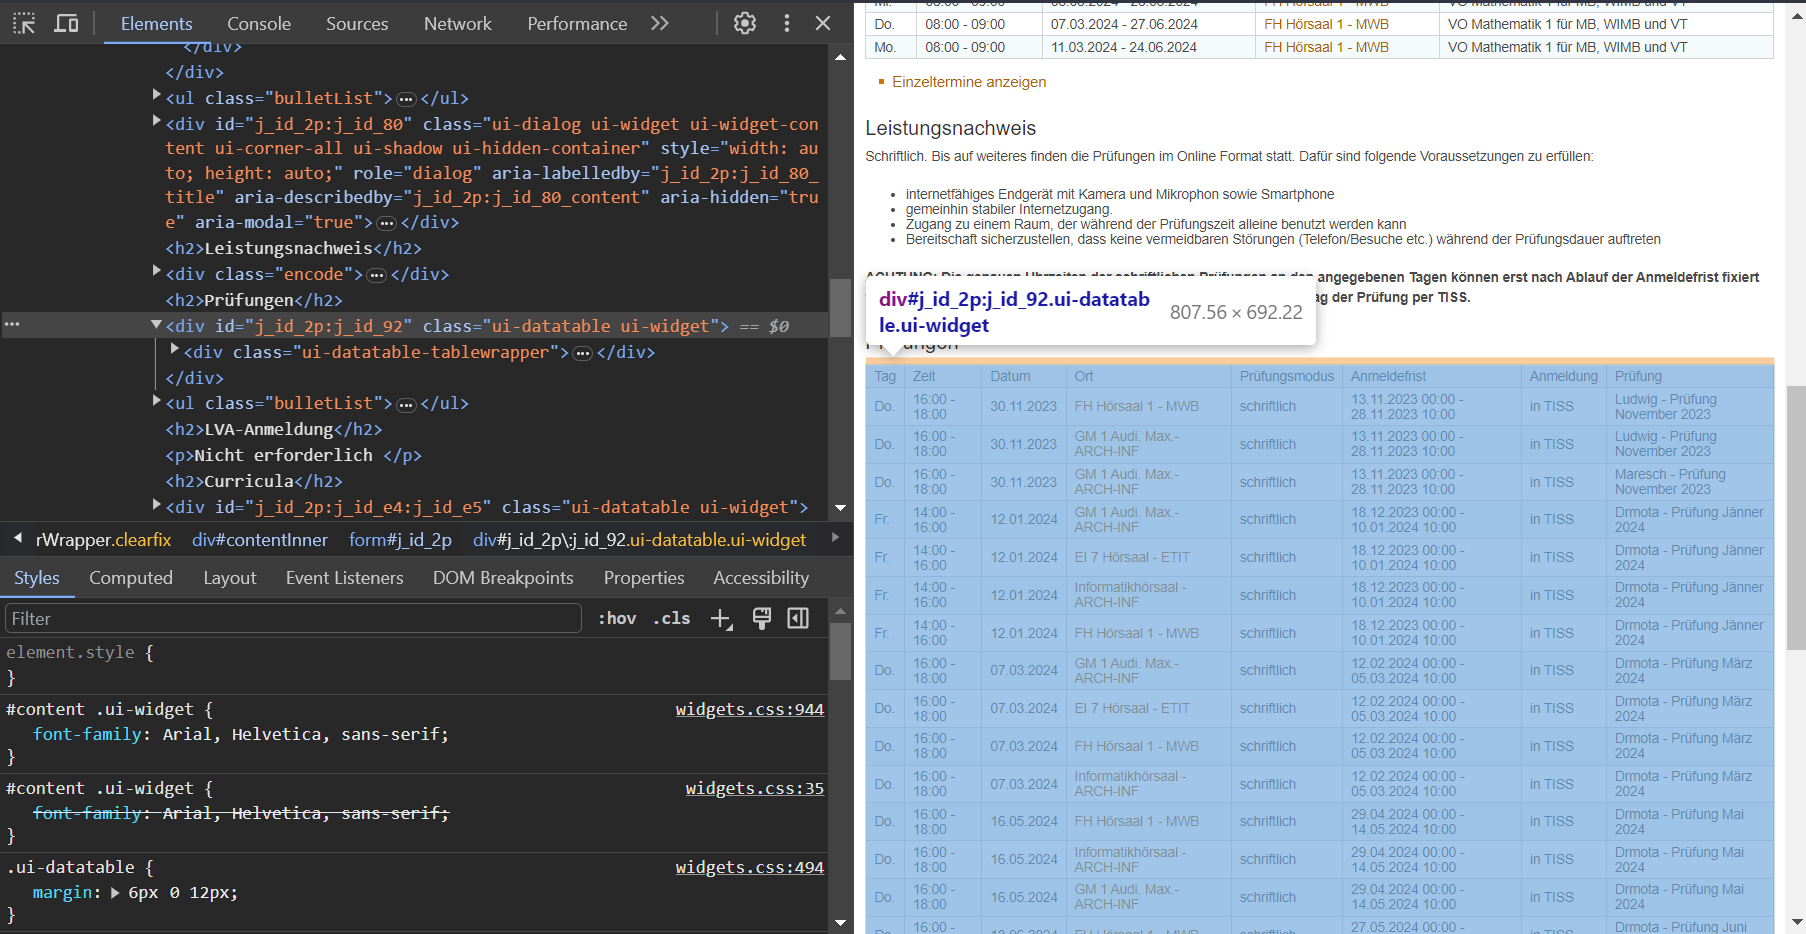 Elements Console Sources Network Performance
</div>
</div>
<ul class="bulletList"> … </ul>
<div id="j_id_2p:j_id_80" class="ui-dialog ui-widget ui-widget-con
tent ui-corner-all ui-shadow ui-hidden-container" style="width: au
to; height: auto;" role="dialog" aria-labelledby="j_id_2p:j_id_80_
title" aria-describedby="j_id_2p:j_id_80_content" aria-hidden="tru
e" aria-modal="true"> … </div>
<h2>Leistungsnachweis</h2>
<div class="encode"> … </div>
<h2>Prüfungen</h2>
<div id="j_id_2p:j_id_92" class="ui-datatable ui-widget"> == $0
<div class="ui-datatable-tablewrapper"> … </div>
</div>
<ul class="bulletList"> … </ul>
<h2>LVA-Anmeldung</h2>
<p>Nicht erforderlich </p>
<h2>Curricula</h2>
<div id="j_id_2p:j_id_e4:j_id_e5" class="ui-datatable ui-widget">
rWrapper.clearfix div#contentInner form#j_id_2p div#j_id_2p\:j_id_92.ui-datatable.ui-widget
Styles Computed Layout Event Listeners DOM Breakpoints Properties Accessibility
Filter :hov .cls
element.style {
}
#content .ui-widget { widgets.css:944
font-family: Arial, Helvetica, sans-serif;
}
#content .ui-widget { widgets.css:35
font-family: Arial, Helvetica, sans-serif;
}
.ui-datatable { widgets.css:494
margin: 6px 0 12px;
}
Do. 08:00 - 09:00 07.03.2024 - 27.06.2024 FH Hörsaal 1 - MWB VO Mathematik 1 für MB, WIMB und VT
Mo. 08:00 - 09:00 11.03.2024 - 24.06.2024 FH Hörsaal 1 - MWB VO Mathematik 1 für MB, WIMB und VT
Einzeltermine anzeigen
Leistungsnachweis
Schriftlich. Bis auf weiteres finden die Prüfungen im Online Format statt. Dafür sind folgende Voraussetzungen zu erfüllen:
internetfähiges Endgerät mit Kamera und Mikrophon sowie Smartphone
gemeinhin stabiler Internetzugang.
Zugang zu einem Raum, der während der Prüfungszeit alleine benutzt werden kann
Bereitschaft sicherzustellen, dass keine vermeidbaren Störungen (Telefon/Besuche etc.) während der Prüfungsdauer auftreten
ACHTUNG: Die genauen Uhrzeiten der schriftlichen Prüfungen an den angegebenen Tagen können erst nach Ablauf der Anmeldefrist fixiert
der Prüfung per TISS.
div#j_id_2p:j_id_92.ui-datatab
le.ui-widget 807.56 × 692.22
Tag Zeit Datum Ort Prüfungsmodus Anmeldefrist Anmeldung Prüfung
Do. 16:00 - 18:00 30.11.2023 FH Hörsaal 1 - MWB schriftlich 13.11.2023 00:00 - 28.11.2023 10:00 in TISS Ludwig - Prüfung November 2023
Do. 16:00 - 18:00 30.11.2023 GM 1 Audi. Max.- ARCH-INF schriftlich 13.11.2023 00:00 - 28.11.2023 10:00 in TISS Ludwig - Prüfung November 2023
Do. 16:00 - 18:00 30.11.2023 GM 1 Audi. Max.- ARCH-INF schriftlich 13.11.2023 00:00 - 28.11.2023 10:00 in TISS Maresch - Prüfung November 2023
Fr. 14:00 - 16:00 12.01.2024 GM 1 Audi. Max.- ARCH-INF schriftlich 18.12.2023 00:00 - 10.01.2024 10:00 in TISS Drmota - Prüfung Jänner 2024
Fr. 14:00 - 16:00 12.01.2024 EI 7 Hörsaal - ETIT schriftlich 18.12.2023 00:00 - 10.01.2024 10:00 in TISS Drmota - Prüfung Jänner 2024
Fr. 14:00 - 16:00 12.01.2024 Informatikhörsaal - ARCH-INF schriftlich 18.12.2023 00:00 - 10.01.2024 10:00 in TISS Drmota - Prüfung Jänner 2024
Fr. 14:00 - 16:00 12.01.2024 FH Hörsaal 1 - MWB schriftlich 18.12.2023 00:00 - 10.01.2024 10:00 in TISS Drmota - Prüfung Jänner 2024
Do. 16:00 - 18:00 07.03.2024 GM 1 Audi. Max.- ARCH-INF schriftlich 12.02.2024 00:00 - 05.03.2024 10:00 in TISS Drmota - Prüfung März 2024
Do. 16:00 - 18:00 07.03.2024 EI 7 Hörsaal - ETIT schriftlich 12.02.2024 00:00 - 05.03.2024 10:00 in TISS Drmota - Prüfung März 2024
Do. 16:00 - 18:00 07.03.2024 FH Hörsaal 1 - MWB schriftlich 12.02.2024 00:00 - 05.03.2024 10:00 in TISS Drmota - Prüfung März 2024
Do. 16:00 - 18:00 07.03.2024 Informatikhörsaal - ARCH-INF schriftlich 12.02.2024 00:00 - 05.03.2024 10:00 in TISS Drmota - Prüfung März 2024
Do. 16:00 - 18:00 16.05.2024 FH Hörsaal 1 - MWB schriftlich 29.04.2024 00:00 - 14.05.2024 10:00 in TISS Drmota - Prüfung Mai 2024
Do. 16:00 - 18:00 16.05.2024 Informatikhörsaal - ARCH-INF schriftlich 29.04.2024 00:00 - 14.05.2024 10:00 in TISS Drmota - Prüfung Mai 2024
Do. 16:00 - 18:00 16.05.2024 GM 1 Audi. Max.- ARCH-INF schriftlich 29.04.2024 00:00 - 14.05.2024 10:00 in TISS Drmota - Prüfung Mai 2024
16:00 - 27.05.2024 00:00 - Drmota - Prüfung Juni